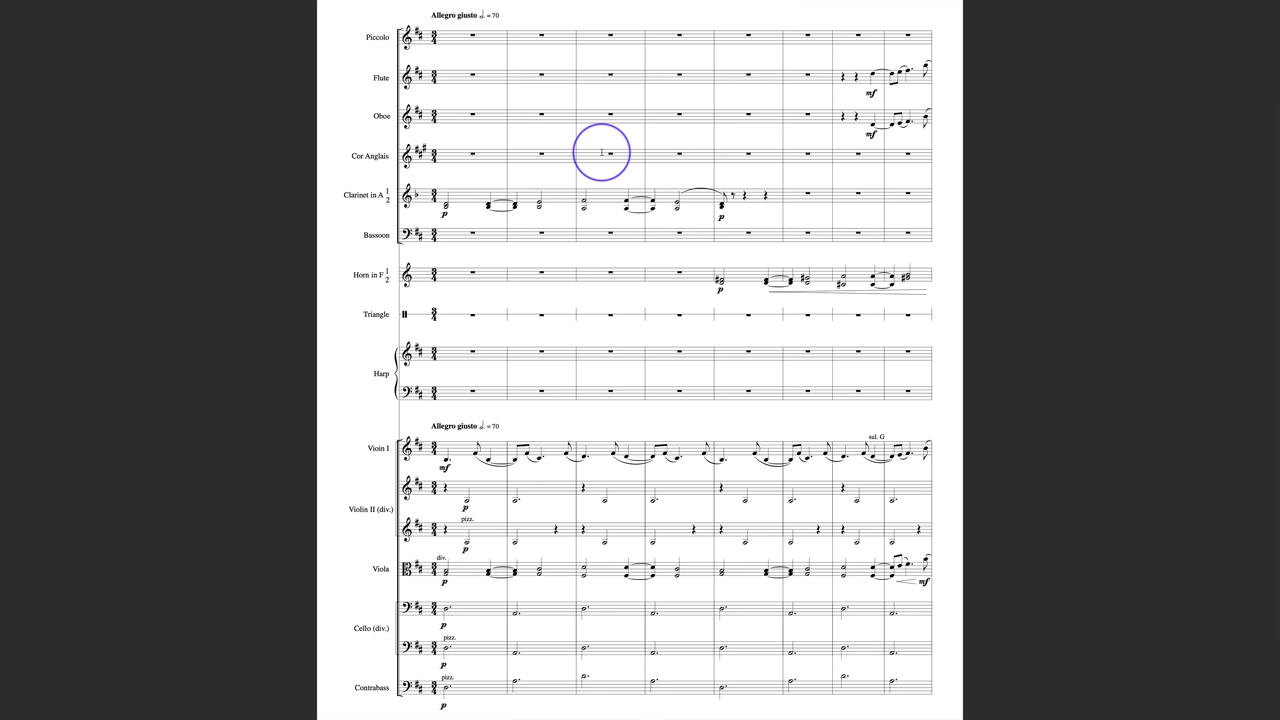 Allegro giusto 𝅗𝅥. = 70
Piccolo
Flute
mf
Oboe
mf
Cor Anglais
Clarinet in A 1 2
p
p
Bassoon
Horn in F 1 2
p
Triangle
Harp
Allegro giusto 𝅗𝅥. = 70
sul. G
Vioin I
mf
p
Violin II (div.)
pizz.
p
div.
Viola
p
mf
p
Cello (div.)
pizz.
p
pizz.
Contrabass
p